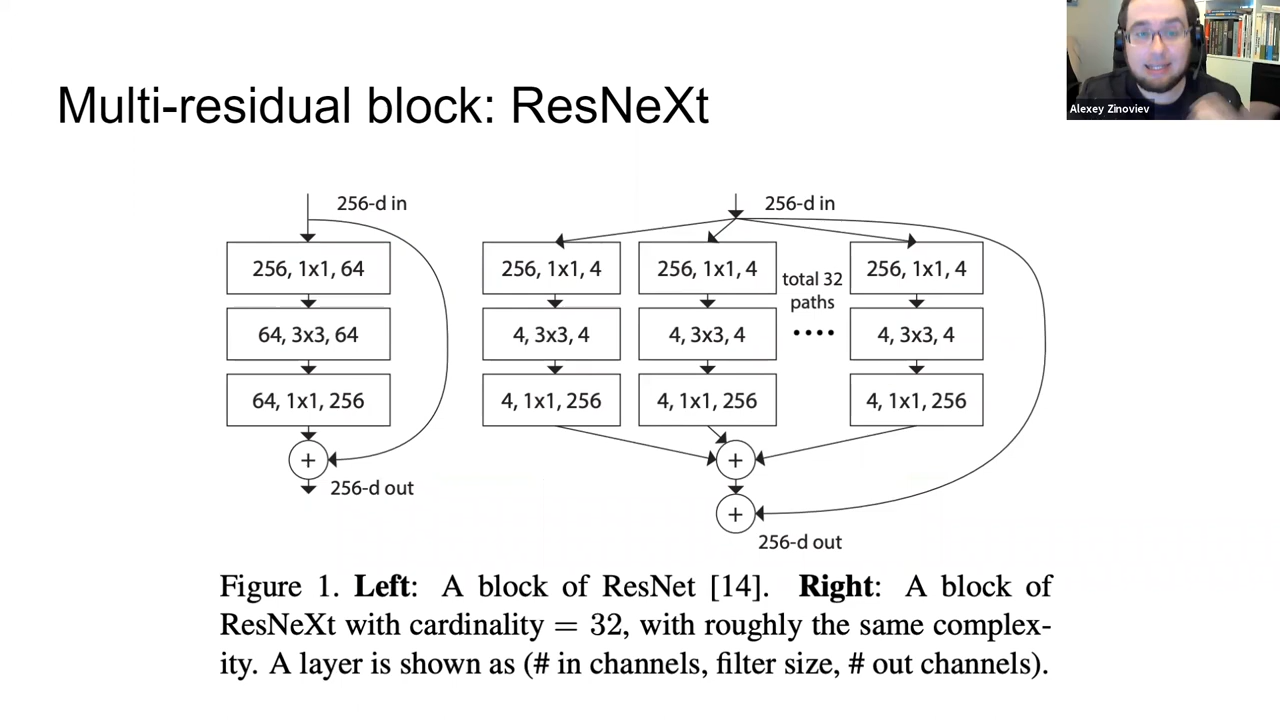 Alexey Zinoviev
Multi-residual block: ResNeXt
256-d in
256, 1x1, 64
64, 3x3, 64
64, 1x1, 256
+
256-d out
256-d in
256, 1x1, 4
256, 1x1, 4
total 32
paths
256, 1x1, 4
4, 3x3, 4
4, 3x3, 4
....
4, 3x3, 4
4, 1x1, 256
4, 1x1, 256
4, 1x1, 256
+
+
256-d out
Figure 1. Left: A block of ResNet [14]. Right: A block of
ResNeXt with cardinality = 32, with roughly the same complex-
ity. A layer is shown as (# in channels, filter size, # out channels).